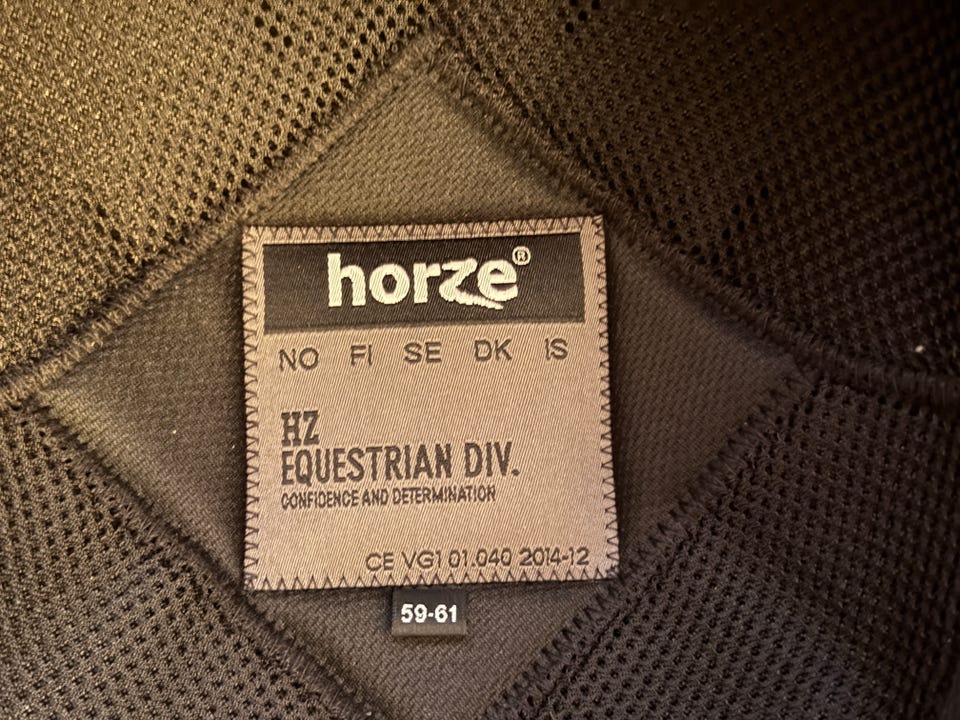 horze®
NO FI SE DK IS
HZ
EQUESTRIAN DIV.
CONFIDENCE AND DETERMINATION
CE VG1 01.040 2014-12
59-61